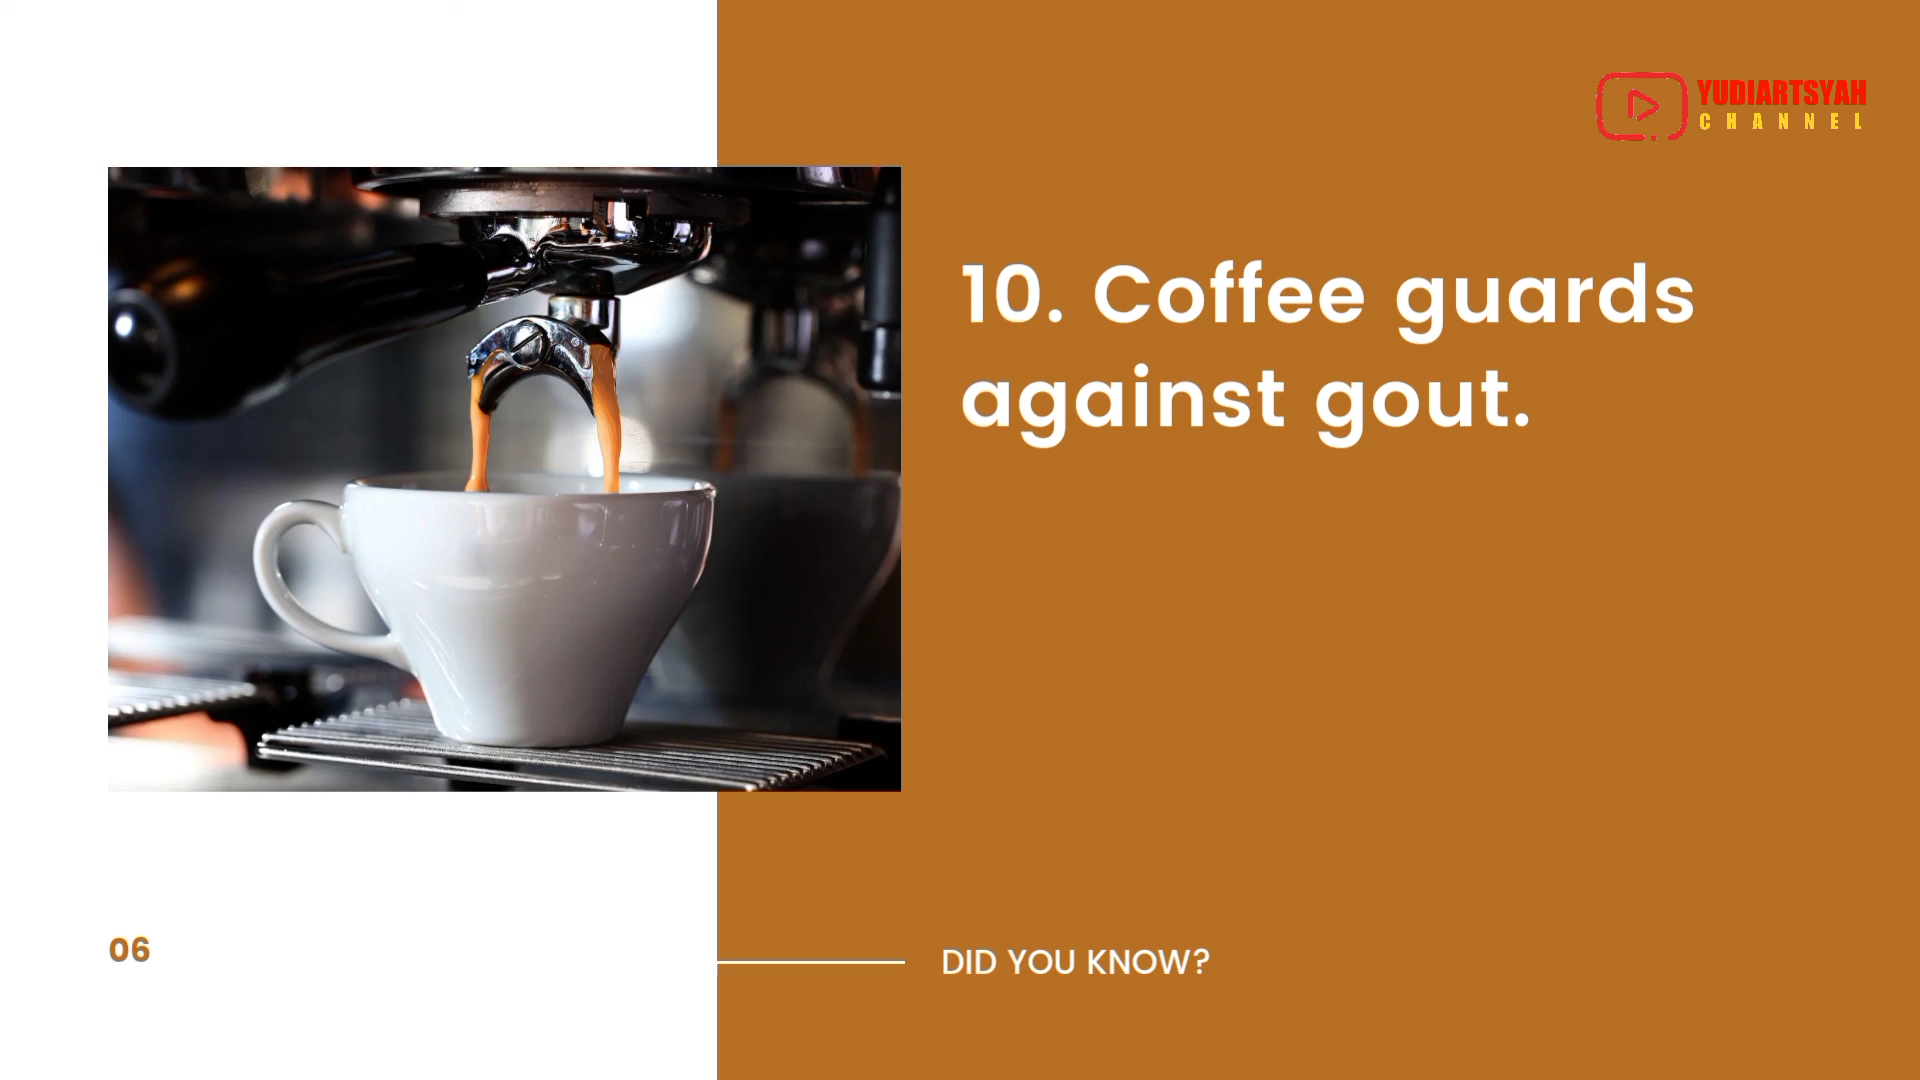 YUDIARTSYAH
CHANNEL
10. Coffee guards
against gout.
06
DID YOU KNOW?